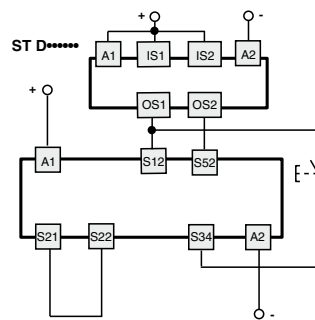 + -
ST D••••••
A1 IS1 IS2 A2
OS1 OS2
+
A1 S12 S52
S21 S22 S34 A2
-